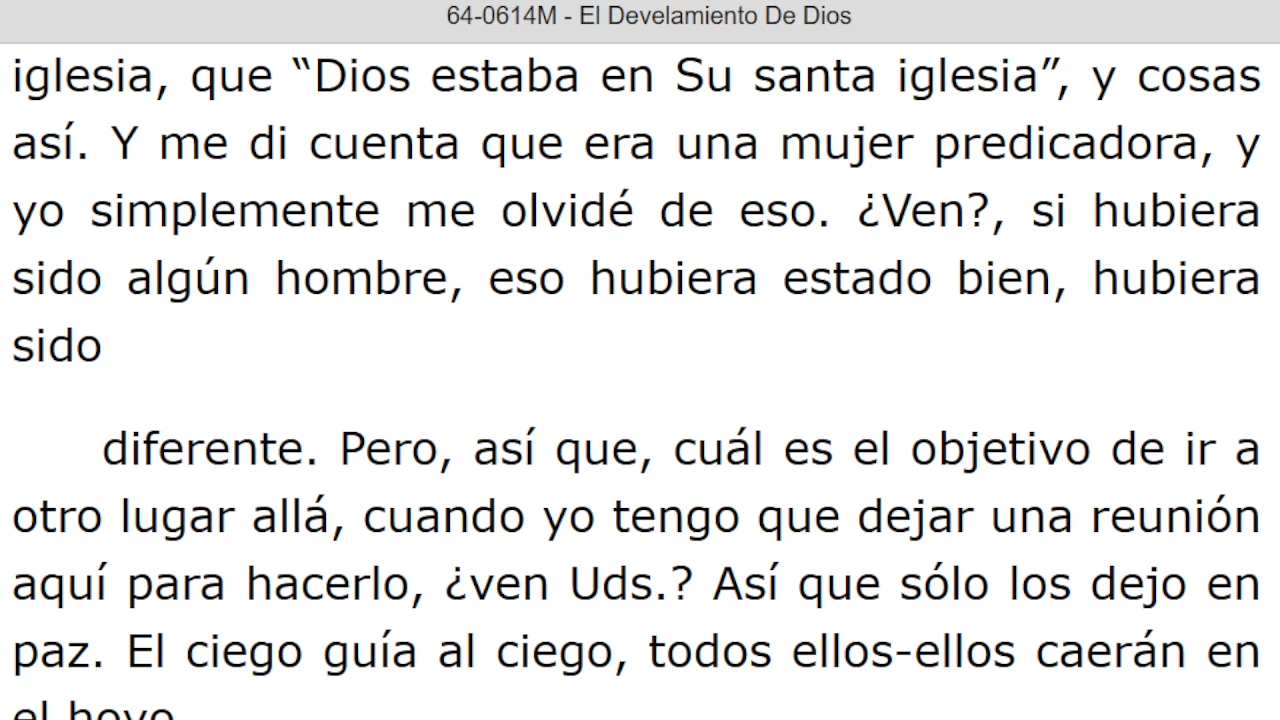 64-0614M - El Develamiento De Dios
iglesia, que “Dios estaba en Su santa iglesia”, y cosas
así. Y me di cuenta que era una mujer predicadora, y
yo simplemente me olvidé de eso. ¿Ven?, si hubiera
sido algún hombre, eso hubiera estado bien, hubiera
sido
diferente. Pero, así que, cuál es el objetivo de ir a
otro lugar allá, cuando yo tengo que dejar una reunión
aquí para hacerlo, ¿ven Uds.? Así que sólo los dejo en
paz. El ciego guía al ciego, todos ellos-ellos caerán en
el hoyo